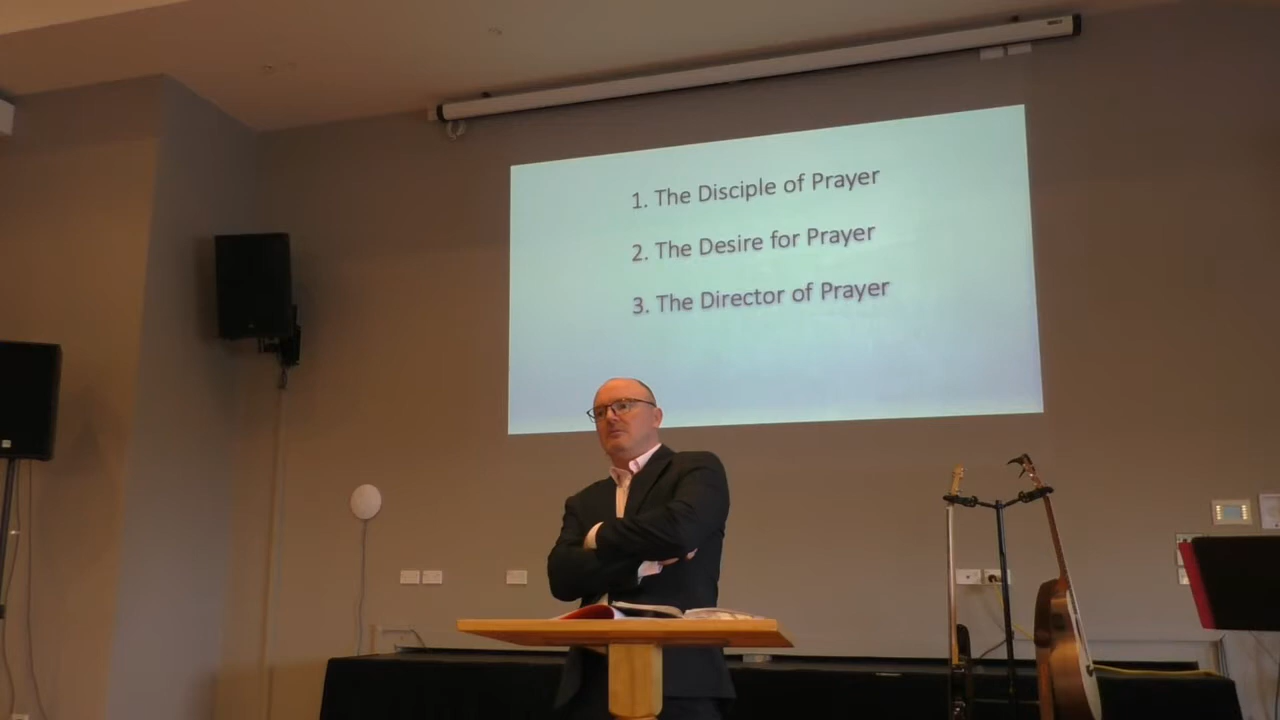 1. The Disciple of Prayer
2. The Desire for Prayer
3. The Director of Prayer